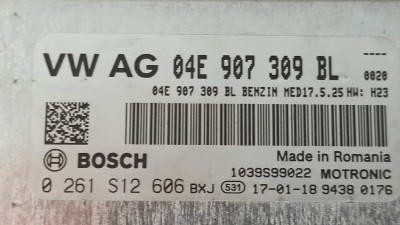 ----
VW AG 04E 907 309 BL 0020
04E 907 309 BL BENZIN MED17.5.25 HW: H23
BOSCH
Made in Romania
1039S99022 MOTRONIC
0 261 S12 606 BXJ 531 17-01-18 9438 0176